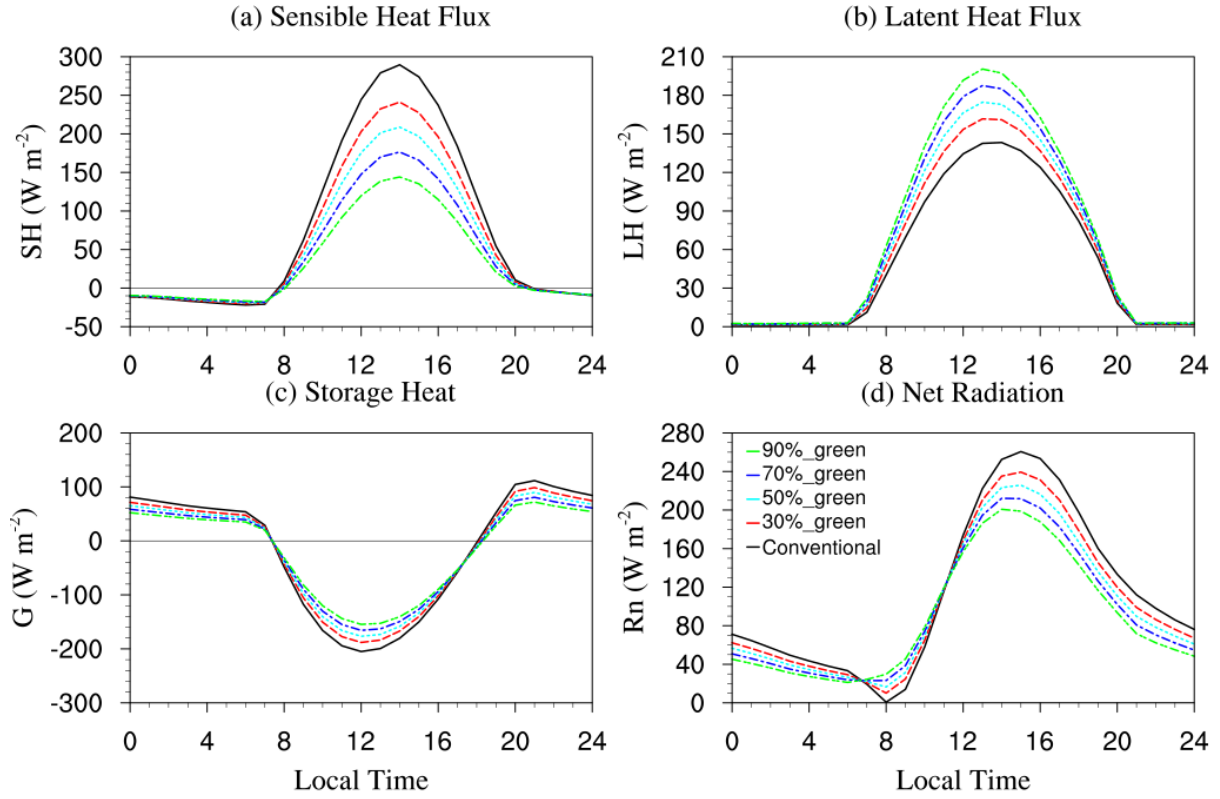 (a) Sensible Heat Flux
(b) Latent Heat Flux
300
250
200
150
100
50
0
-50
SH (W m-2)
0 4 8 12 16 20 24
210
180
150
120
90
60
30
0
LH (W m-2)
0 4 8 12 16 20 24
(c) Storage Heat
(d) Net Radiation
200
100
0
-100
-200
-300
G (W m-2)
0 4 8 12 16 20 24
Local Time
280
240
200
160
120
80
40
0
Rn (W m-2)
90%_green
70%_green
50%_green
30%_green
Conventional
0 4 8 12 16 20 24
Local Time